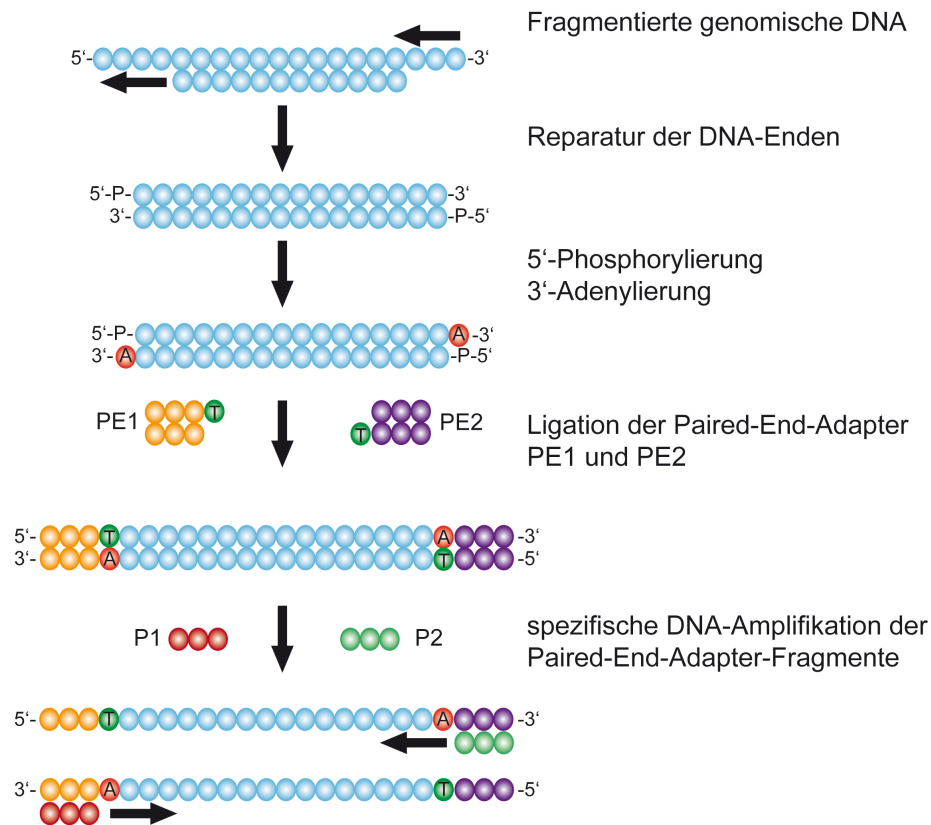 Fragmentierte genomische DNA
5‘- -3‘
Reparatur der DNA-Enden
5‘-P- -3‘
3‘- -P-5‘
5‘-Phosphorylierung
3‘-Adenylierung
5‘-P- A -3‘
3‘- A -P-5‘
PE1 T T PE2
Ligation der Paired-End-Adapter
PE1 und PE2
5‘- T A -3‘
3‘- A T -5‘
P1 P2
spezifische DNA-Amplifikation der
Paired-End-Adapter-Fragmente
5‘- T A -3‘
3‘- A T -5‘